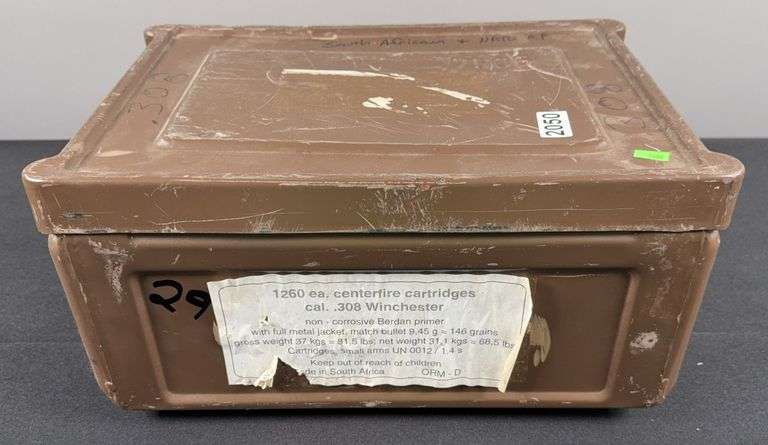 South African + NATO
.308
.308
2050
29
1260 ea. centerfire cartridges
cal. .308 Winchester
non - corrosive Berdan primer
with full metal jacket, match bullet 9,45 g = 146 grains
gross weight 37 kgs = 81,5 lbs; net weight 31,1 kgs = 68,5 lbs
Cartridges, small arms UN 0012 / 1.4 s
Keep out of reach of children
de in South Africa ORM - D